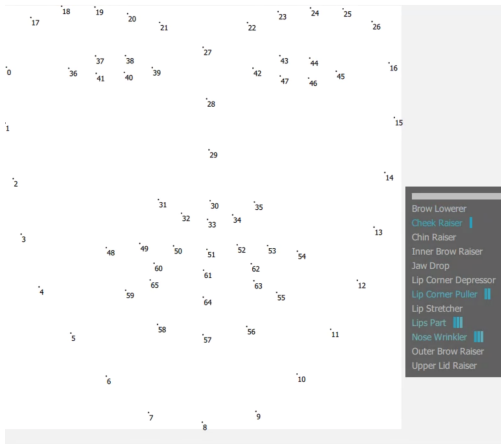 18 19 20 23 24 25
17 21 22 26
27
37 38 43 44
0 36 41 40 39 42 47 46 45 16
28
1 15
29
2 14
31 30 35
32 33 34
3 13
48 49 50 51 52 53 54
60 61 62
4 59 65 64 63 55 12
5 58 57 56 11
6 10
7 8 9
Brow Lowerer
Cheek Raiser
Chin Raiser
Inner Brow Raiser
Jaw Drop
Lip Corner Depressor
Lip Corner Puller
Lip Stretcher
Lips Part
Nose Wrinkler
Outer Brow Raiser
Upper Lid Raiser